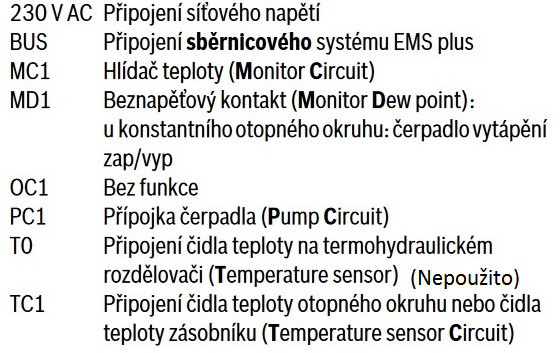 230 V AC Připojení síťového napětí
BUS Připojení sběrnicového systému EMS plus
MC1 Hlídač teploty (Monitor Circuit)
MD1 Beznapěťový kontakt (Monitor Dew point):
u konstantního otopného okruhu: čerpadlo vytápění
zap/vyp
OC1 Bez funkce
PC1 Přípojka čerpadla (Pump Circuit)
T0 Připojení čidla teploty na termohydraulickém
rozdělovači (Temperature sensor) (Nepoužito)
TC1 Připojení čidla teploty otopného okruhu nebo čidla
teploty zásobníku (Temperature sensor Circuit)